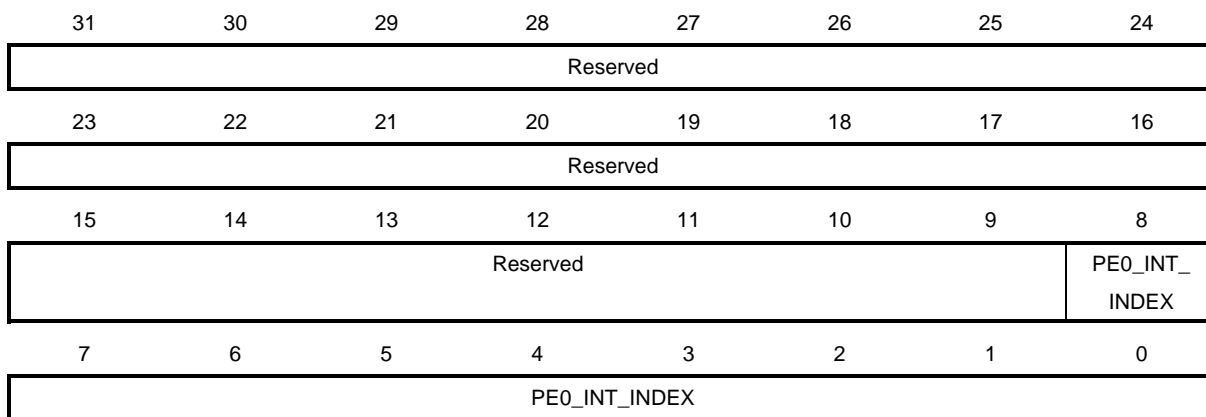 31 30 29 28 27 26 25 24
Reserved
23 22 21 20 19 18 17 16
Reserved
15 14 13 12 11 10 9 8
Reserved PE0_INT_
INDEX
7 6 5 4 3 2 1 0
PE0_INT_INDEX